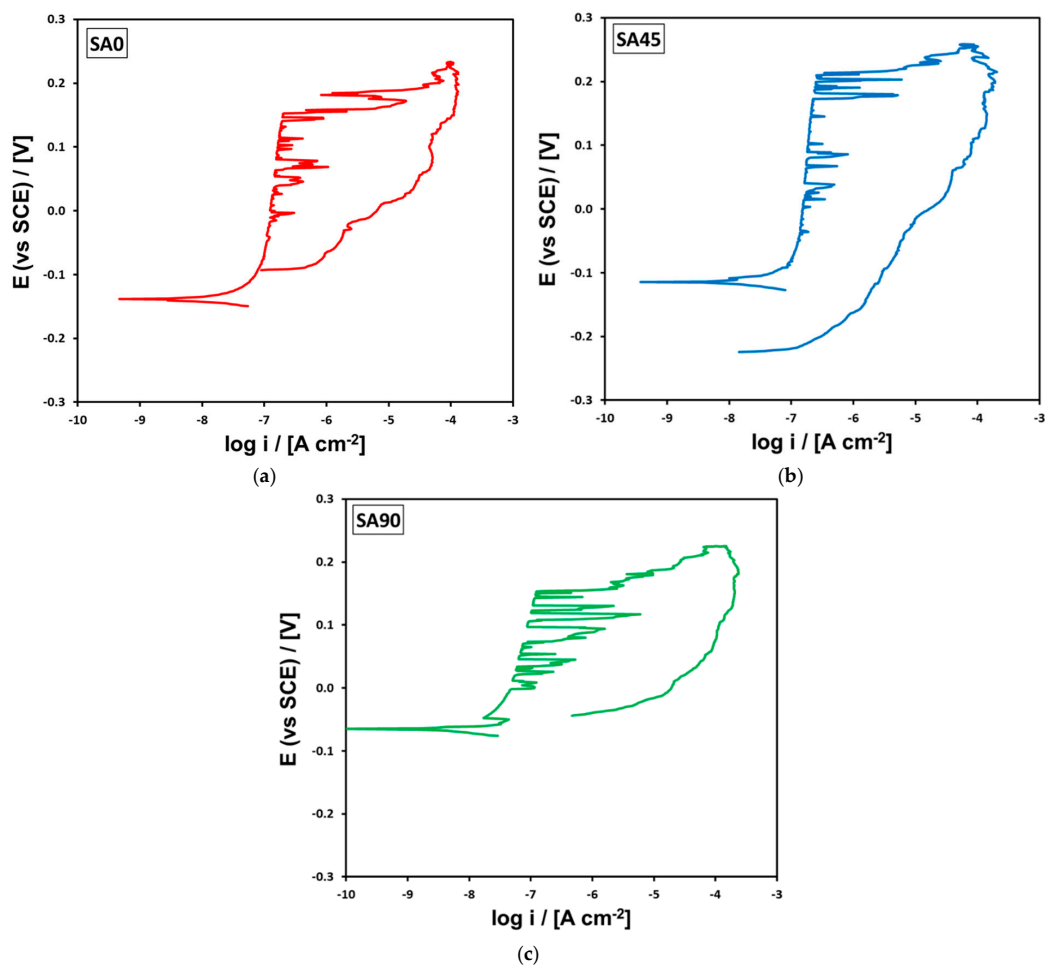 SA0
0.3
0.2
0.1
0.0
-0.1
-0.2
-0.3
E (vs SCE) / [V]
-10 -9 -8 -7 -6 -5 -4 -3
log i / [A cm-2]
(a)
SA45
0.3
0.2
0.1
0.0
-0.1
-0.2
-0.3
E (vs SCE) / [V]
-10 -9 -8 -7 -6 -5 -4 -3
log i / [A cm-2]
(b)
SA90
0.3
0.2
0.1
0.0
-0.1
-0.2
-0.3
E (vs SCE) / [V]
-10 -9 -8 -7 -6 -5 -4 -3
log i / [A cm-2]
(c)